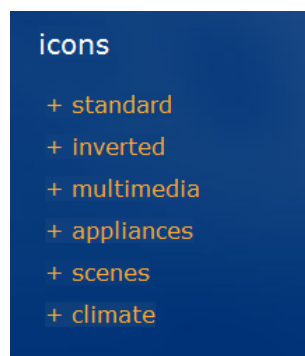 icons
+ standard
+ inverted
+ multimedia
+ appliances
+ scenes
+ climate